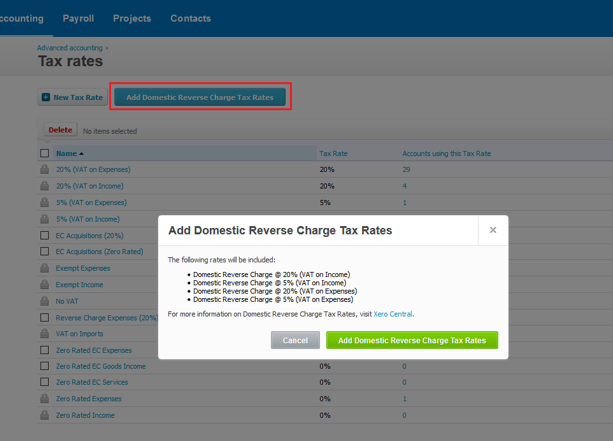 ccounting Payroll Projects Contacts
Advanced accounting ›
Tax rates
New Tax Rate Add Domestic Reverse Charge Tax Rates
Delete No items selected
Name Tax Rate Accounts using this Tax Rate
20% (VAT on Expenses) 20% 29
20% (VAT on Income) 20% 4
5% (VAT on Expenses) 5% 1
5% (VAT on Income)
EC Acquisitions (20%)
EC Acquisitions (Zero Rated)
Exempt Expenses
Exempt Income
No VAT
Reverse Charge Expenses (20%)
VAT on Imports
Zero Rated EC Expenses
Zero Rated EC Goods Income 0% 0
Zero Rated EC Services 0% 0
Zero Rated Expenses 0% 1
Zero Rated Income 0% 0
Add Domestic Reverse Charge Tax Rates
The following rates will be included:
• Domestic Reverse Charge @ 20% (VAT on Income)
• Domestic Reverse Charge @ 5% (VAT on Income)
• Domestic Reverse Charge @ 20% (VAT on Expenses)
• Domestic Reverse Charge @ 5% (VAT on Expenses)
For more information on Domestic Reverse Charge Tax Rates, visit Xero Central.
Cancel Add Domestic Reverse Charge Tax Rates